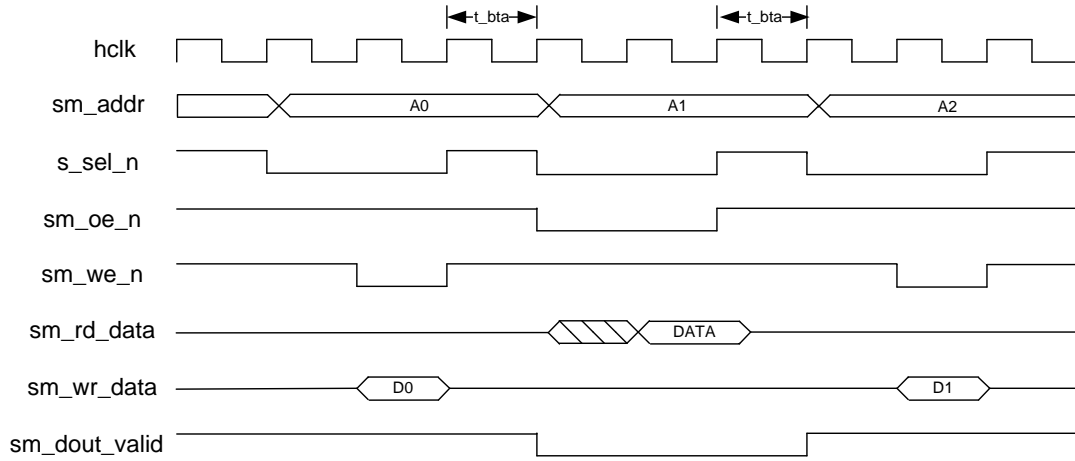 t_bta t_bta
hclk
sm_addr A0 A1 A2
s_sel_n
sm_oe_n
sm_we_n
sm_rd_data DATA
sm_wr_data D0 D1
sm_dout_valid